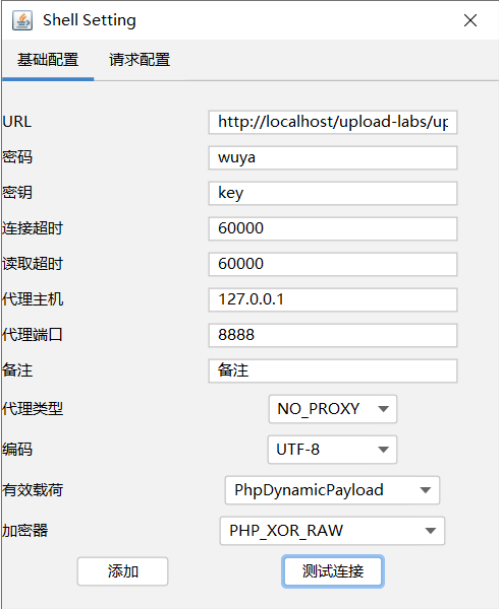 Shell Setting
基础配置 请求配置
URL http://localhost/upload-labs/up
密码 wuya
密钥 key
连接超时 60000
读取超时 60000
代理主机 127.0.0.1
代理端口 8888
备注 备注
代理类型 NO_PROXY
编码 UTF-8
有效载荷 PhpDynamicPayload
加密器 PHP_XOR_RAW
添加 测试连接